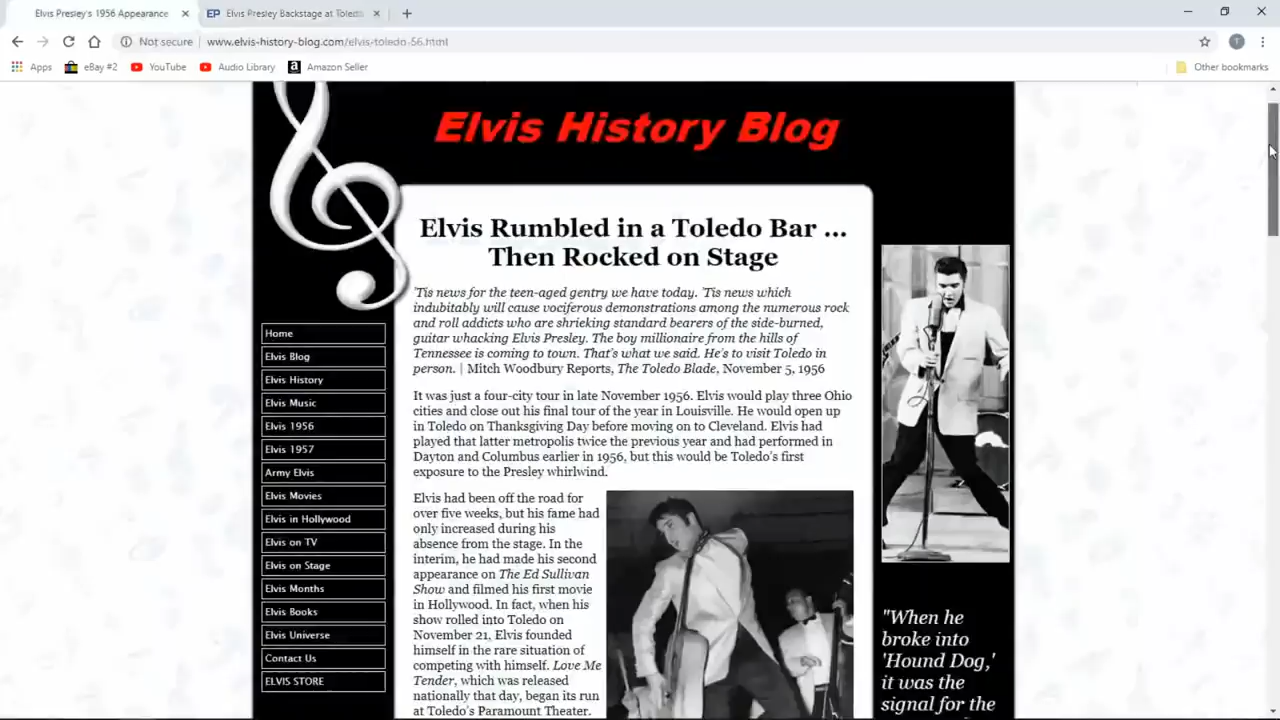 Elvis Presley's 1956 Appearance
EP Elvis Presley Backstage at Toledo
Not secure www.elvis-history-blog.com/elvis-toledo-56.html
T
Apps eBay #2 YouTube Audio Library Amazon Seller Other bookmarks
Elvis History Blog
Elvis Rumbled in a Toledo Bar ...
Then Rocked on Stage
'Tis news for the teen-aged gentry we have today. 'Tis news which
indubitably will cause vociferous demonstrations among the numerous rock
and roll addicts who are shrieking standard bearers of the side-burned,
guitar whacking Elvis Presley. The boy millionaire from the hills of
Tennessee is coming to town. That's what we said. He's to visit Toledo in
person. | Mitch Woodbury Reports, The Toledo Blade, November 5, 1956
It was just a four-city tour in late November 1956. Elvis would play three Ohio
cities and close out his final tour of the year in Louisville. He would open up
in Toledo on Thanksgiving Day before moving on to Cleveland. Elvis had
played that latter metropolis twice the previous year and had performed in
Dayton and Columbus earlier in 1956, but this would be Toledo's first
exposure to the Presley whirlwind.
Elvis had been off the road for
over five weeks, but his fame had
only increased during his
absence from the stage. In the
interim, he had made his second
appearance on The Ed Sullivan
Show and filmed his first movie
in Hollywood. In fact, when his
show rolled into Toledo on
November 21, Elvis founded
himself in the rare situation of
competing with himself. Love Me
Tender, which was released
nationally that day, began its run
at Toledo's Paramount Theater.
Home
Elvis Blog
Elvis History
Elvis Music
Elvis 1956
Elvis 1957
Army Elvis
Elvis Movies
Elvis in Hollywood
Elvis on TV
Elvis on Stage
Elvis Months
Elvis Books
Elvis Universe
Contact Us
ELVIS STORE
"When he
broke into
'Hound Dog,'
it was the
signal for the